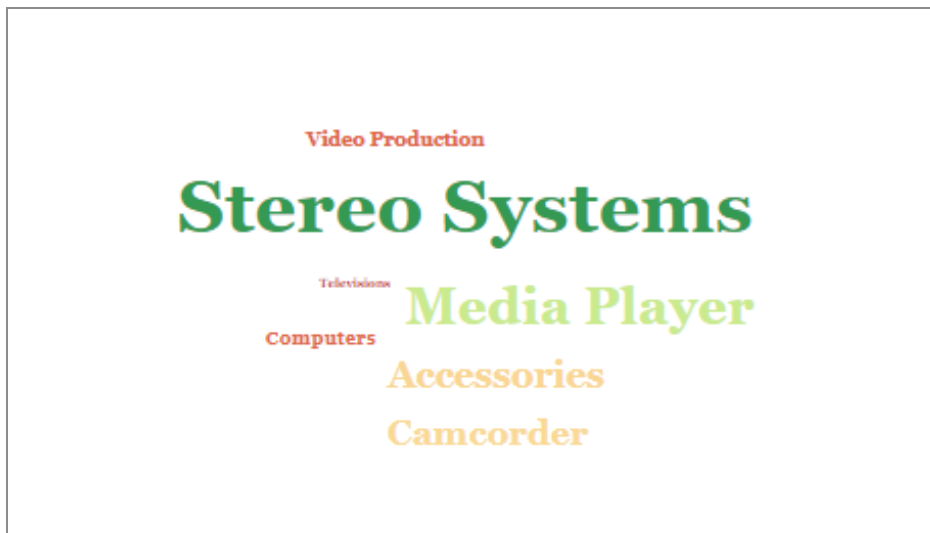 Video Production
Stereo Systems
Televisions
Media Player
Computers
Accessories
Camcorder